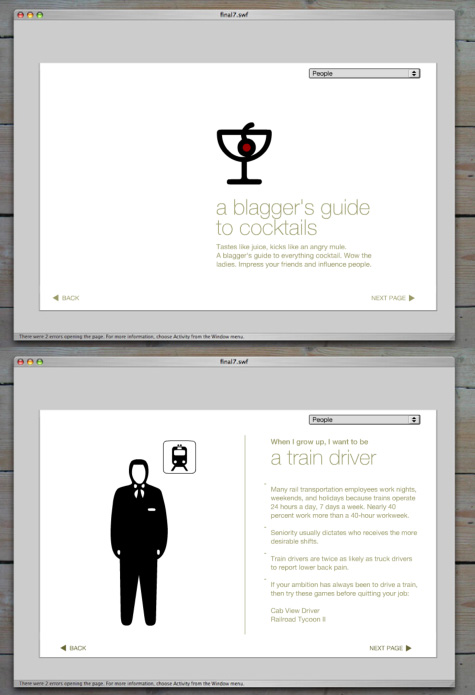 final7.swf
People
a blagger's guide
to cocktails
Tastes like juice, kicks like an angry mule.
A blagger's guide to everything cocktail. Wow the
ladies. Impress your friends and influence people.
BACK
NEXT PAGE
There were 2 errors opening the page. For more information, choose Activity from the Window menu.
final7.swf
People
When I grow up, I want to be
a train driver
Many rail transportation employees work nights,
weekends, and holidays because trains operate
24 hours a day, 7 days a week. Nearly 40
percent work more than a 40-hour workweek.
Seniority usually dictates who receives the more
desirable shifts.
Train drivers are twice as likely as truck drivers
to report lower back pain.
If your ambition has always been to drive a train,
then try these games before quitting your job:
Cab View Driver
Railroad Tycoon II
BACK
NEXT PAGE
There were 2 errors opening the page. For more information, choose Activity from the Window menu.